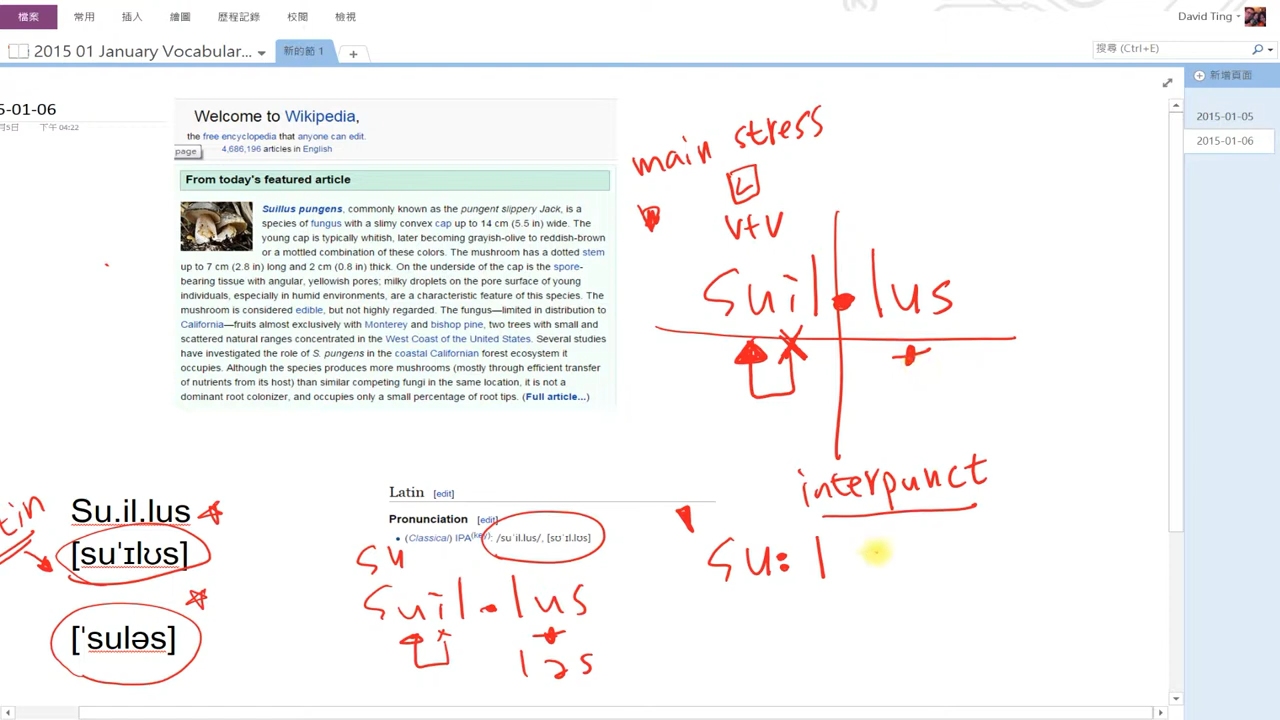 檔案 常用 插入 繪圖 歷程記錄 校閱 檢視
David Ting
2015 01 January Vocabular... 新的節 1
搜尋 (Ctrl+E)
新增頁面
2015-01-05
2015-01-06
5-01-06
下午 04:22
Welcome to Wikipedia,
the free encyclopedia that anyone can edit.
4,686,196 articles in English
page
From today's featured article
Suillus pungens, commonly known as the pungent slippery Jack, is a
species of fungus with a slimy convex cap up to 14 cm (5.5 in) wide. The
young cap is typically whitish, later becoming grayish-olive to reddish-brown
or a mottled combination of these colors. The mushroom has a dotted stem
up to 7 cm (2.8 in) long and 2 cm (0.8 in) thick. On the underside of the cap is the spore-
bearing tissue with angular, yellowish pores; milky droplets on the pore surface of young
individuals, especially in humid environments, are a characteristic feature of this species. The
mushroom is considered edible, but not highly regarded. The fungus—limited in distribution to
California—fruits almost exclusively with Monterey and bishop pine, two trees with small and
scattered natural ranges concentrated in the West Coast of the United States. Several studies
have investigated the role of S. pungens in the coastal Californian forest ecosystem it
occupies. Although the species produces more mushrooms (mostly through efficient transfer
of nutrients from its host) than similar competing fungi in the same location, it is not a
dominant root colonizer, and occupies only a small percentage of root tips. (Full article...)
main stress
v+v
suil·lus
interpunct
su:l
Latin [edit]
Pronunciation [edit]
• (Classical) IPA(key): /suˈil.lus/, [sʊˈɪl.lʊs]
su
suil·lus
ləs
tin
Su.il.lus
[suˈɪlʊs]
[ˈsuləs]